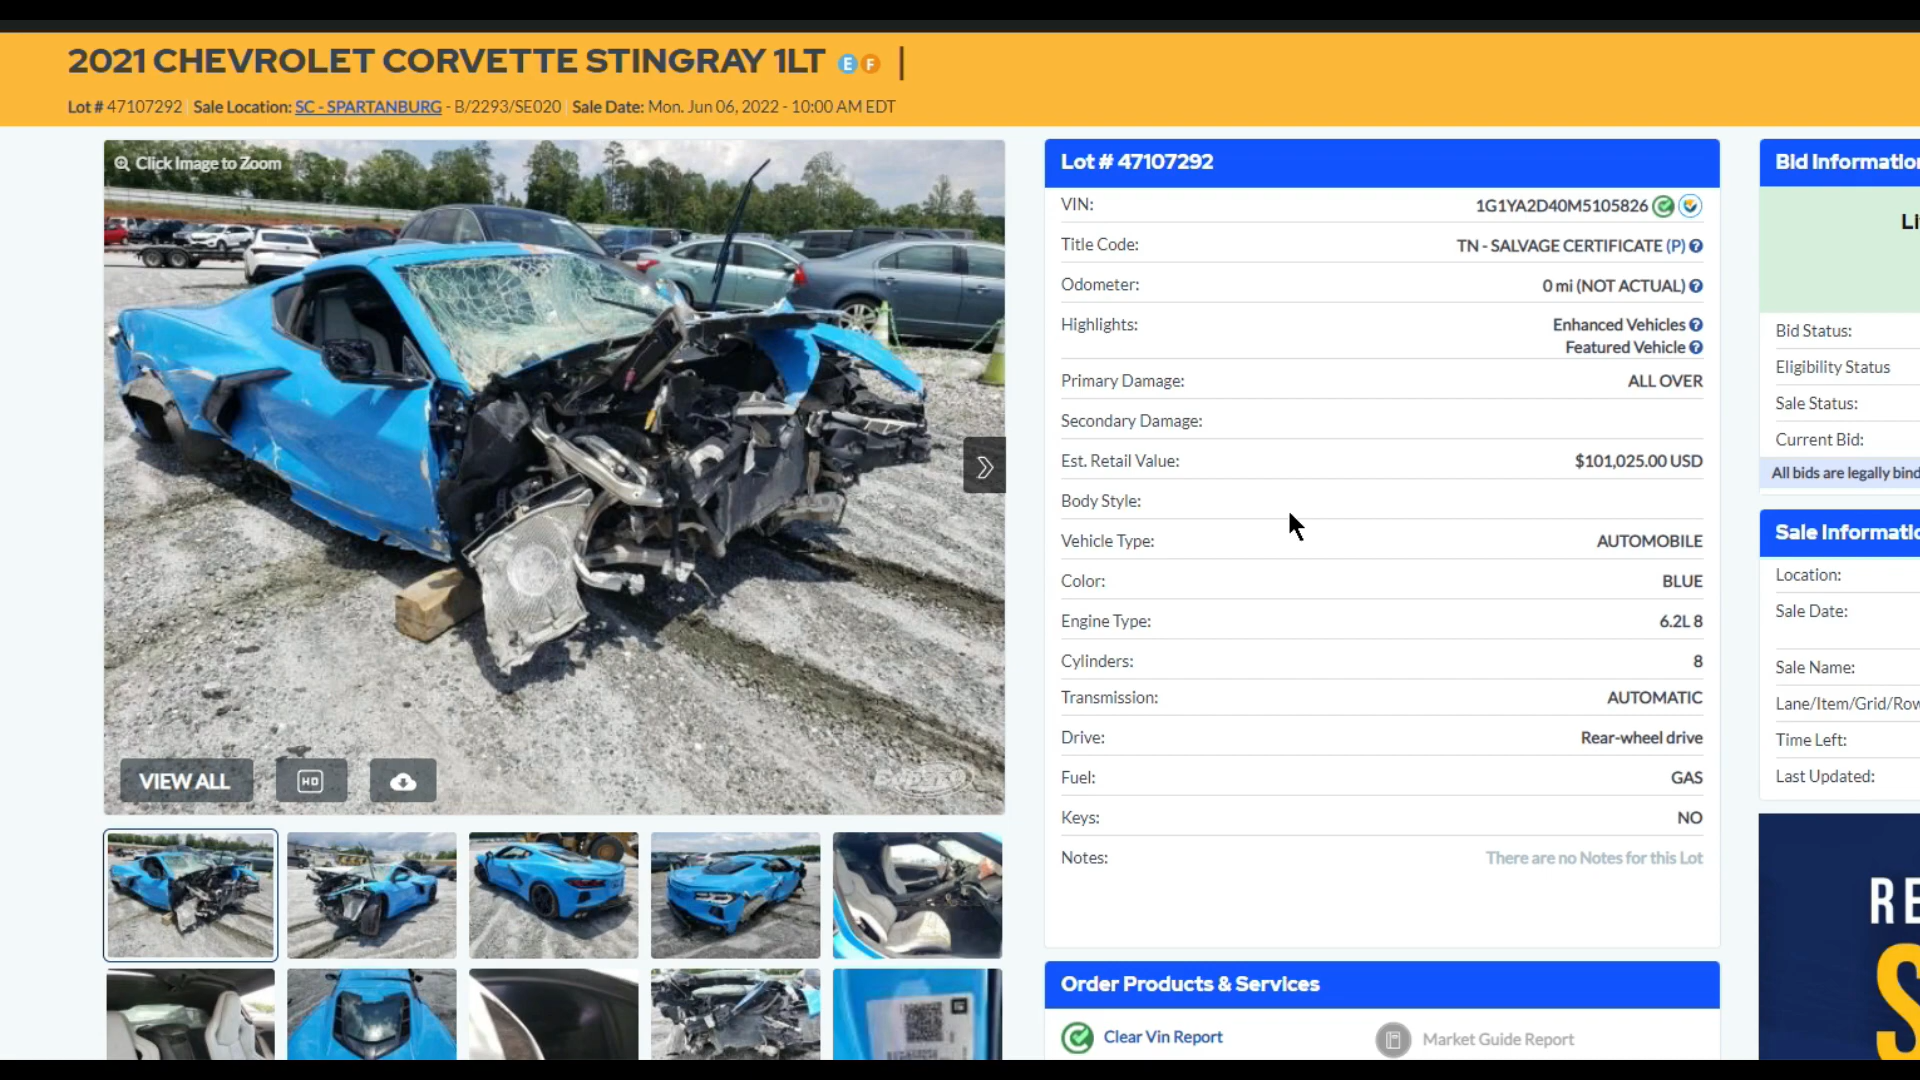 2021 CHEVROLET CORVETTE STINGRAY 1LT E F |
Lot # 47107292 | Sale Location: SC - SPARTANBURG - B/2293/SE020 | Sale Date: Mon. Jun 06, 2022 - 10:00 AM EDT
Click Image to Zoom
VIEW ALL
HD
Lot # 47107292
VIN: 1G1YA2D40M5105826
Title Code: TN - SALVAGE CERTIFICATE (P) ?
Odometer: 0 mi (NOT ACTUAL) ?
Highlights: Enhanced Vehicles ?
Featured Vehicle ?
Primary Damage: ALL OVER
Secondary Damage:
Est. Retail Value: $101,025.00 USD
Body Style:
Vehicle Type: AUTOMOBILE
Color: BLUE
Engine Type: 6.2L 8
Cylinders: 8
Transmission: AUTOMATIC
Drive: Rear-wheel drive
Fuel: GAS
Keys: NO
Notes: There are no Notes for this Lot
Order Products & Services
Clear Vin Report
Market Guide Report
Bid Informatio
Li
Bid Status:
Eligibility Status
Sale Status:
Current Bid:
All bids are legally bind
Sale Informatio
Location:
Sale Date:
Sale Name:
Lane/Item/Grid/Row
Time Left:
Last Updated:
RE
S